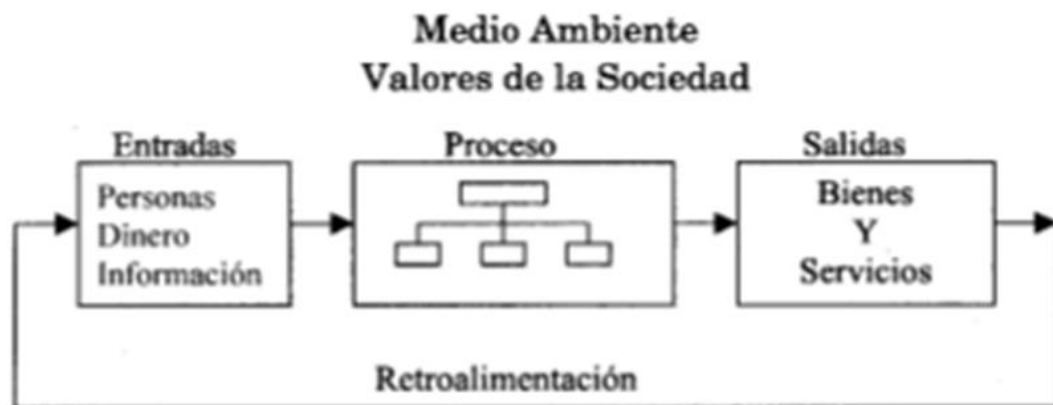 Medio Ambiente
Valores de la Sociedad
Entradas
Proceso
Salidas
Personas
Dinero
Información
Bienes
Y
Servicios
Retroalimentación